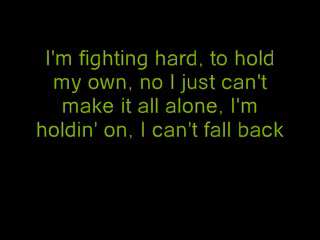 I'm fighting hard, to hold
my own, no I just can't
make it all alone, I'm
holdin' on, I can't fall back